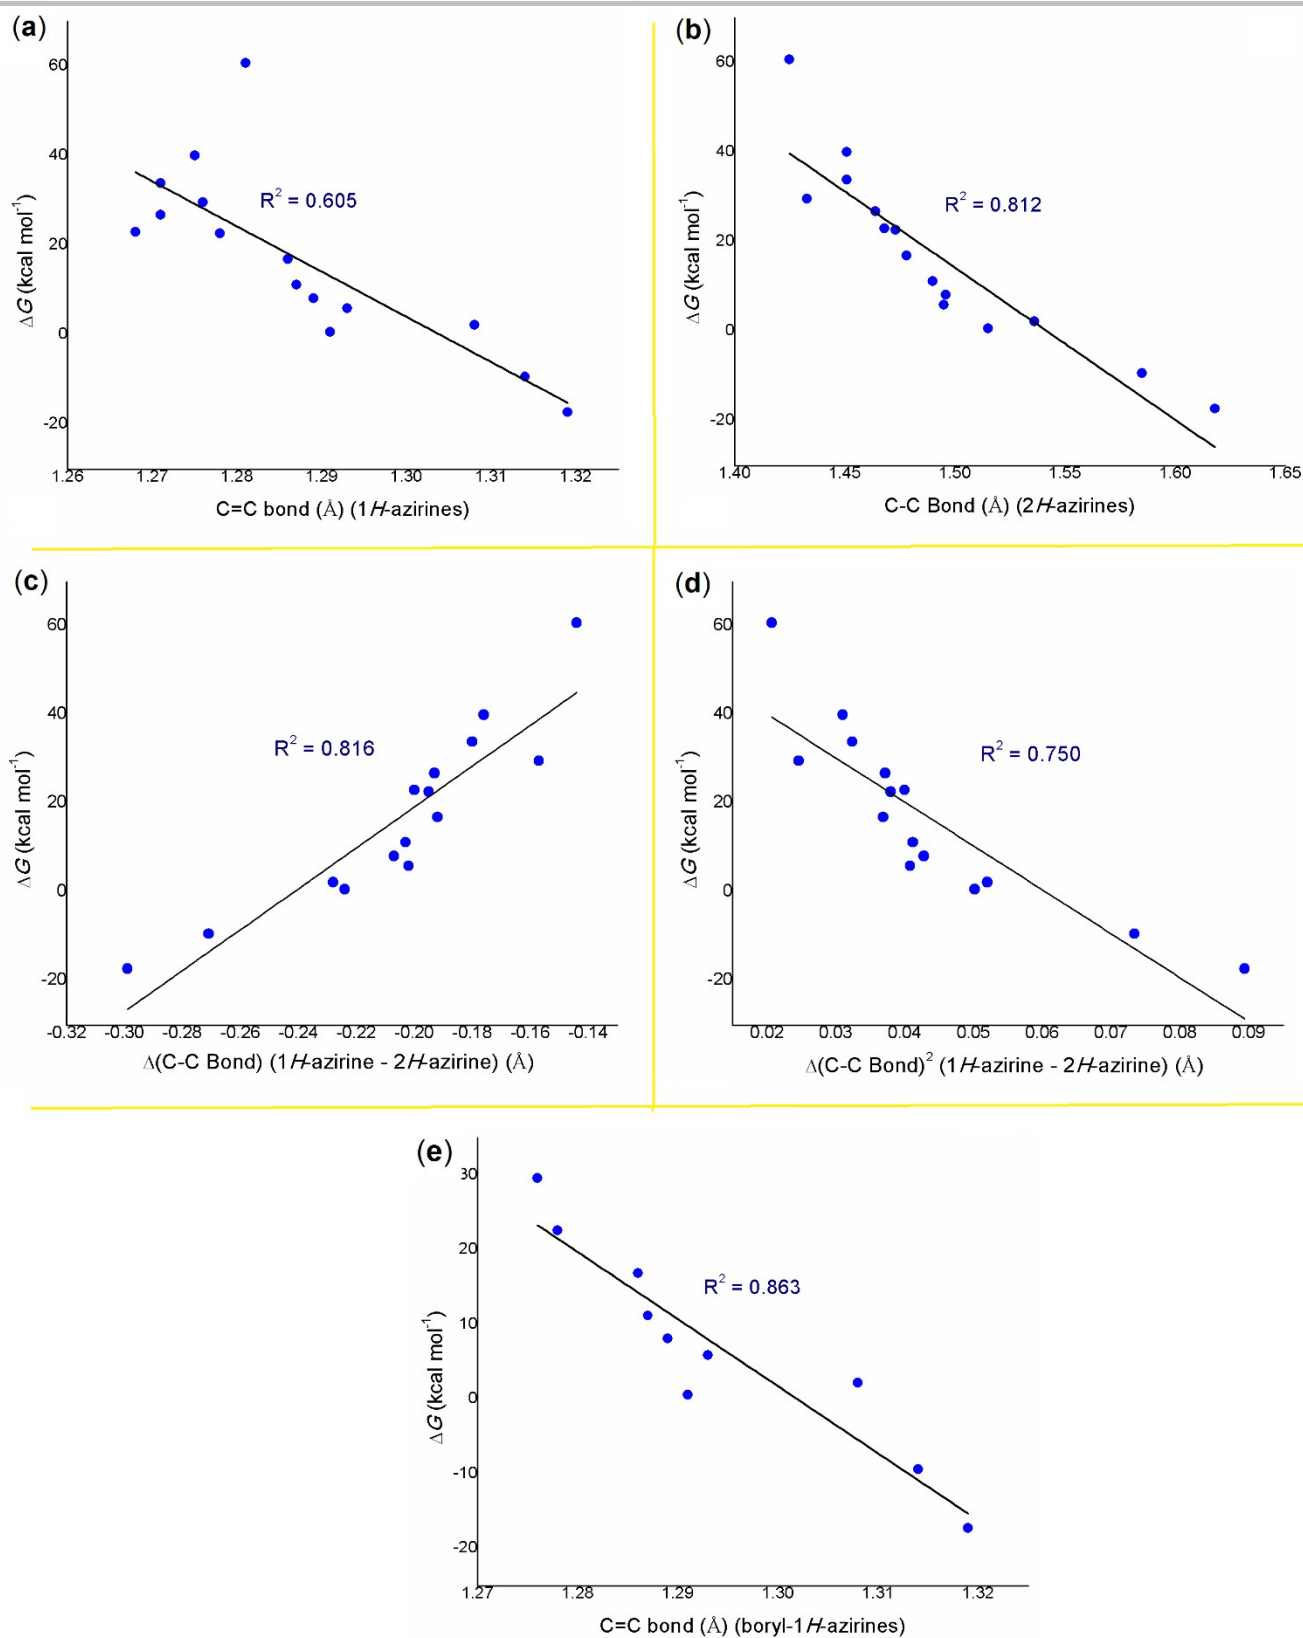 (a)
60
40
20
0
-20
ΔG (kcal mol⁻¹)
R² = 0.605
1.26 1.27 1.28 1.29 1.30 1.31 1.32
C=C bond (Å) (1H-azirines)
(b)
60
40
20
0
-20
ΔG (kcal mol⁻¹)
R² = 0.812
1.40 1.45 1.50 1.55 1.60 1.65
C-C Bond (Å) (2H-azirines)
(c)
60
40
20
0
-20
ΔG (kcal mol⁻¹)
R² = 0.816
-0.32 -0.30 -0.28 -0.26 -0.24 -0.22 -0.20 -0.18 -0.16 -0.14
Δ(C-C Bond) (1H-azirine - 2H-azirine) (Å)
(d)
60
40
20
0
-20
ΔG (kcal mol⁻¹)
R² = 0.750
0.02 0.03 0.04 0.05 0.06 0.07 0.08 0.09
Δ(C-C Bond)² (1H-azirine - 2H-azirine) (Å)
(e)
30
20
10
0
-10
-20
ΔG (kcal mol⁻¹)
R² = 0.863
1.27 1.28 1.29 1.30 1.31 1.32
C=C bond (Å) (boryl-1H-azirines)